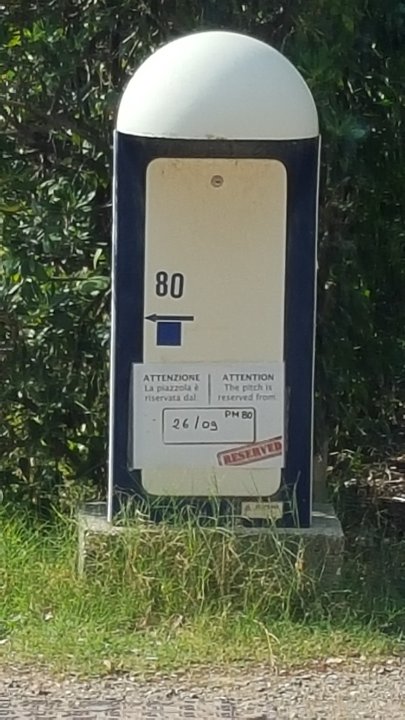 80
ATTENZIONE
La piazzola è
riservata dal
ATTENTION
The pitch is
reserved from
PM 80
26/09
RESERVED